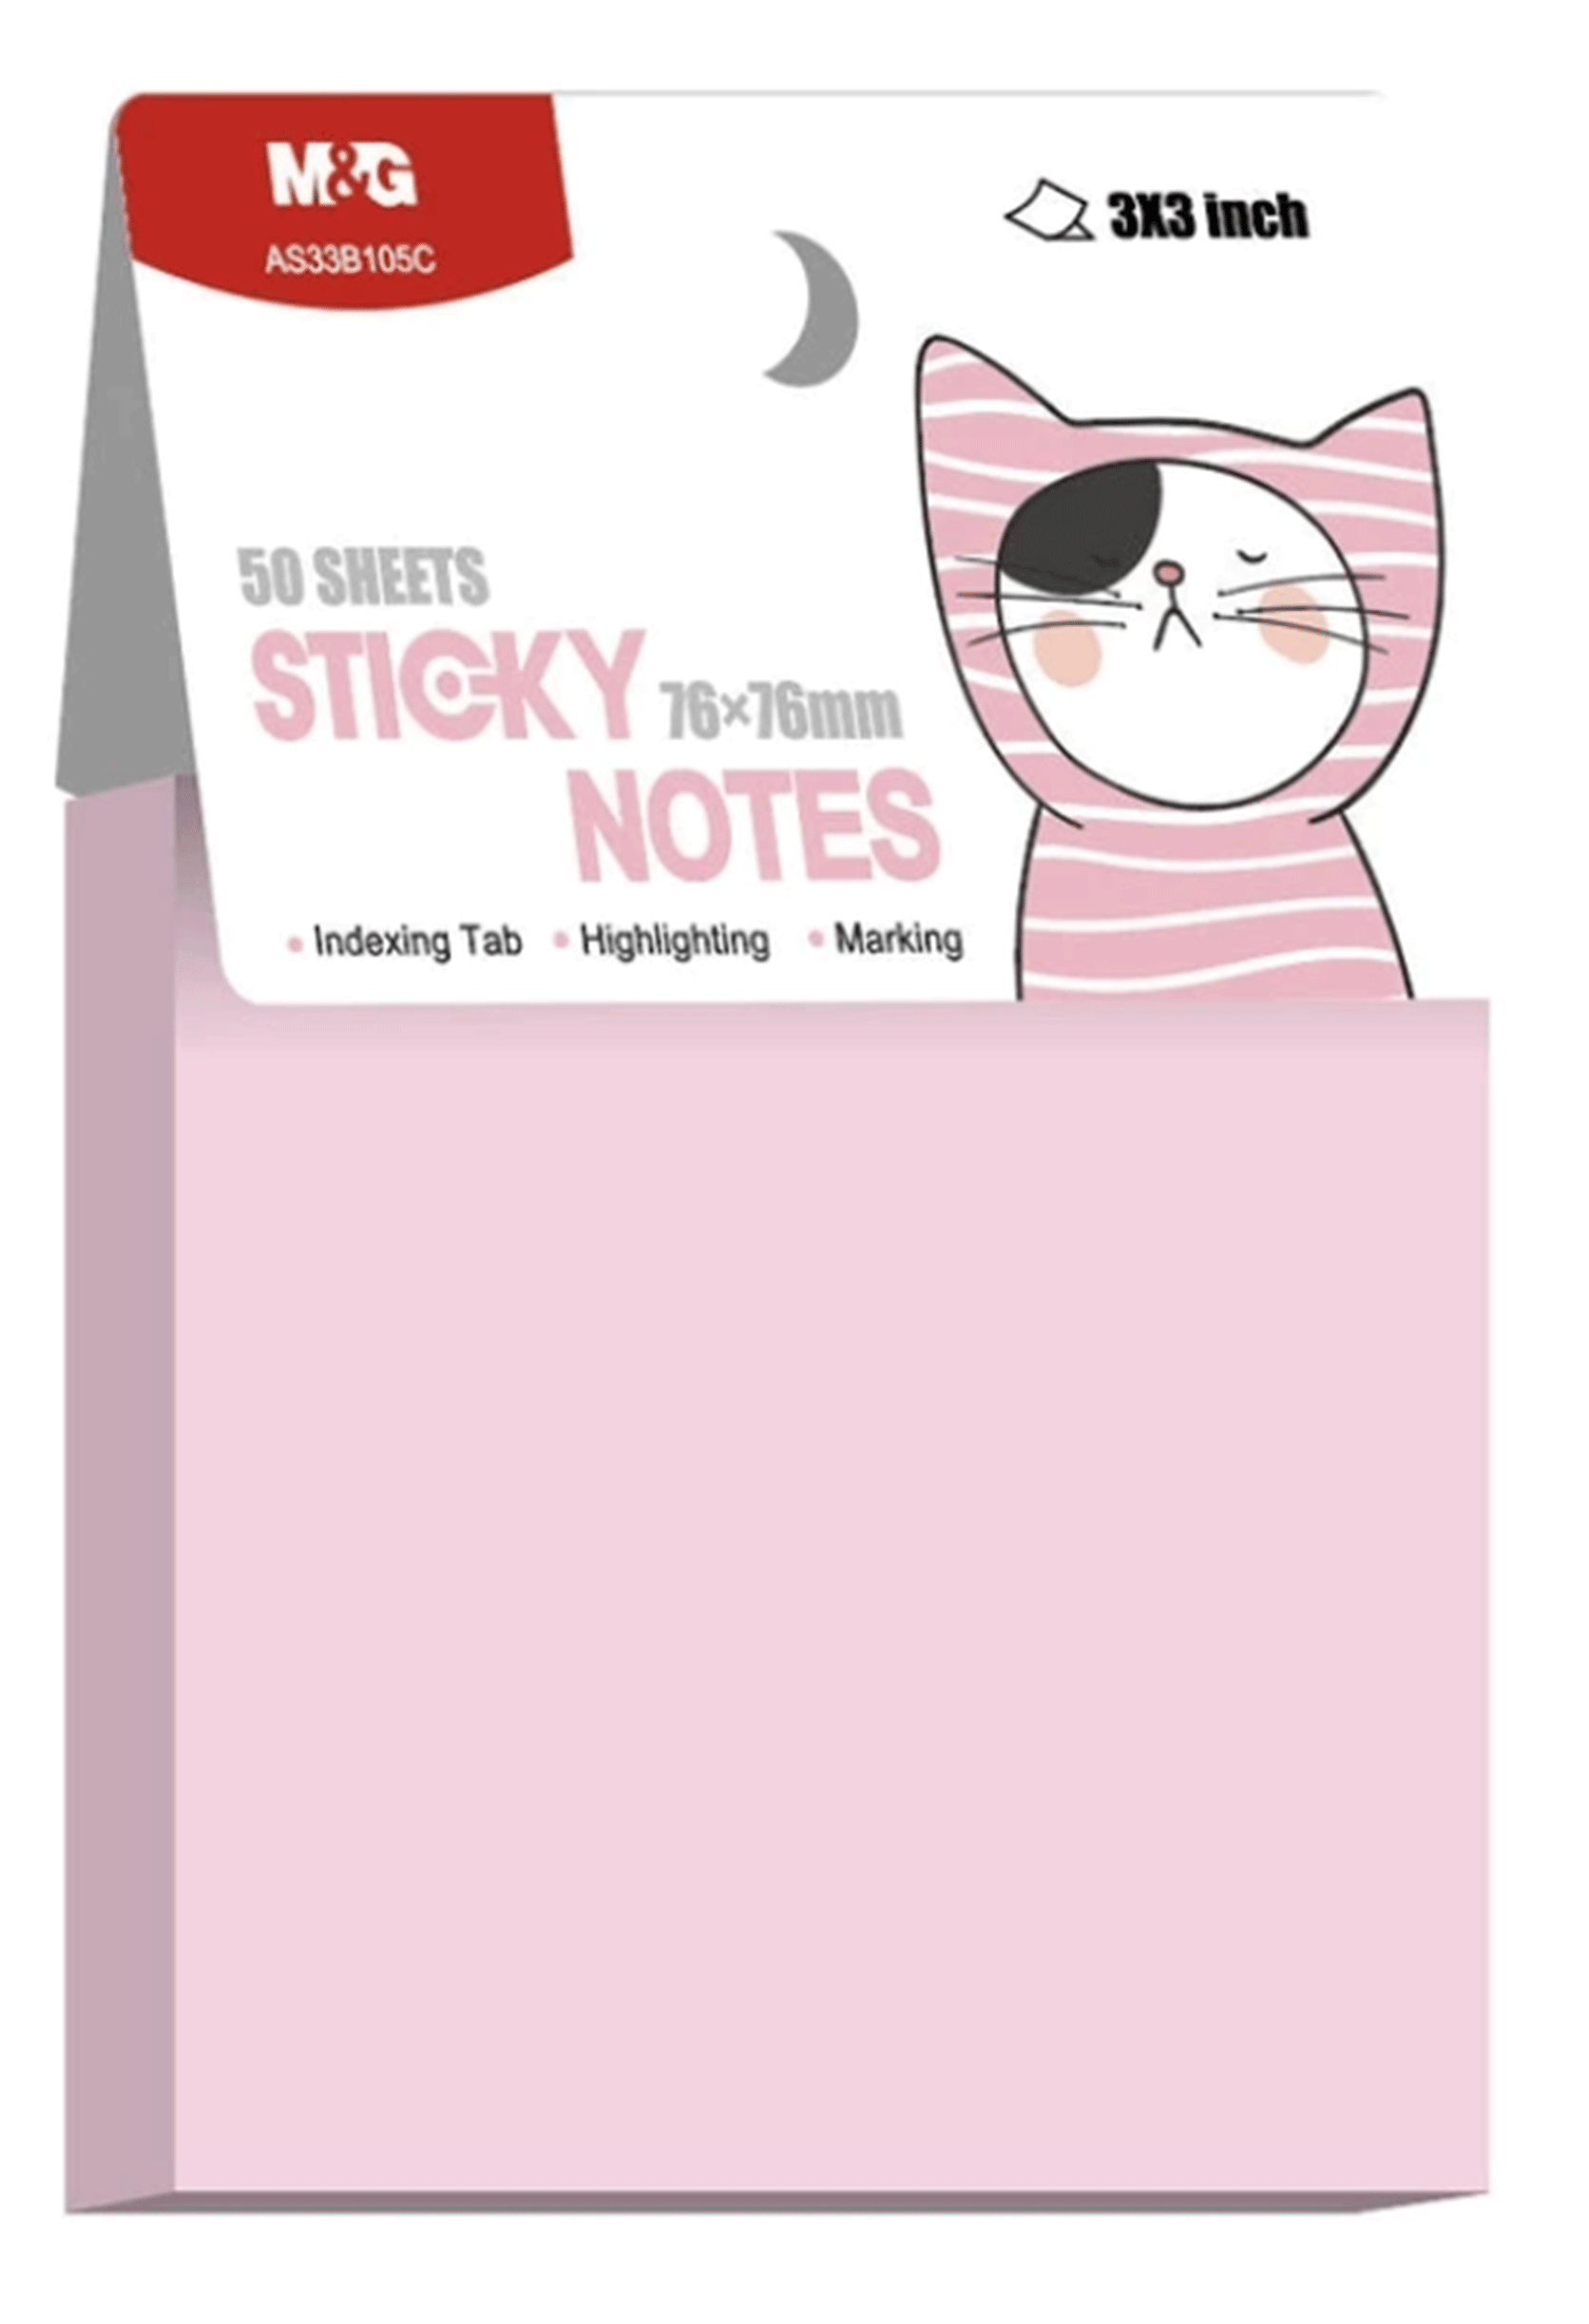 M&G
AS33B105C
3X3 inch
50 SHEETS
STICKY
76×76mm
NOTES
• Indexing Tab • Highlighting • Marking